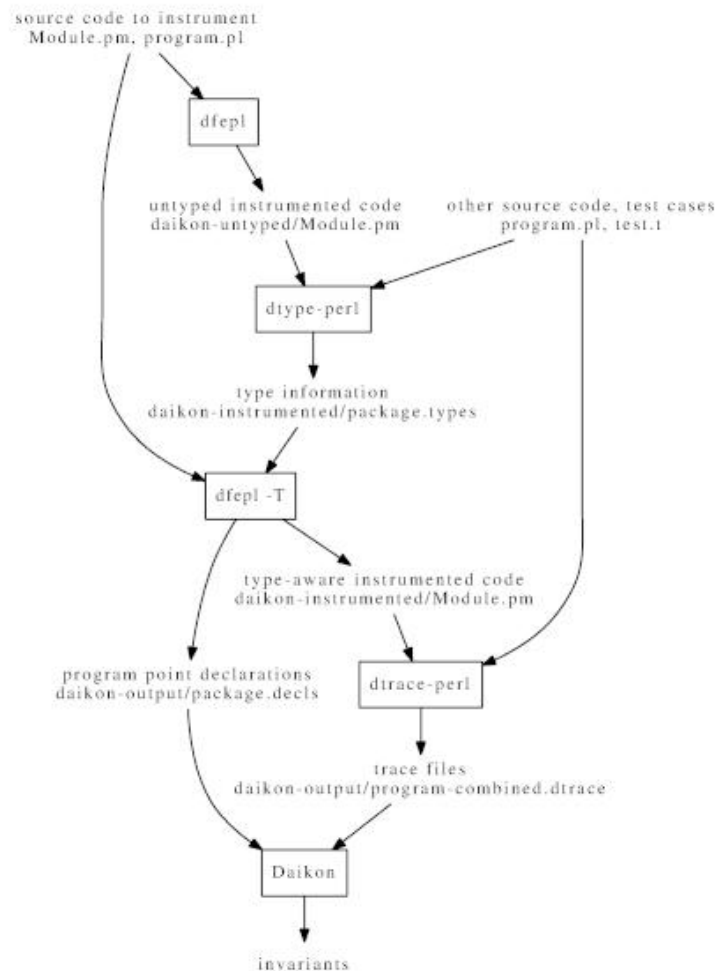 source code to instrument
Module.pm, program.pl
dfepl
untyped instrumented code
daikon-untyped/Module.pm
other source code, test cases
program.pl, test.t
dtype-perl
type information
daikon-instrumented/package.types
dfepl -T
type-aware instrumented code
daikon-instrumented/Module.pm
program point declarations
daikon-output/package.decls
dtrace-perl
trace files
daikon-output/program-combined.dtrace
Daikon
invariants